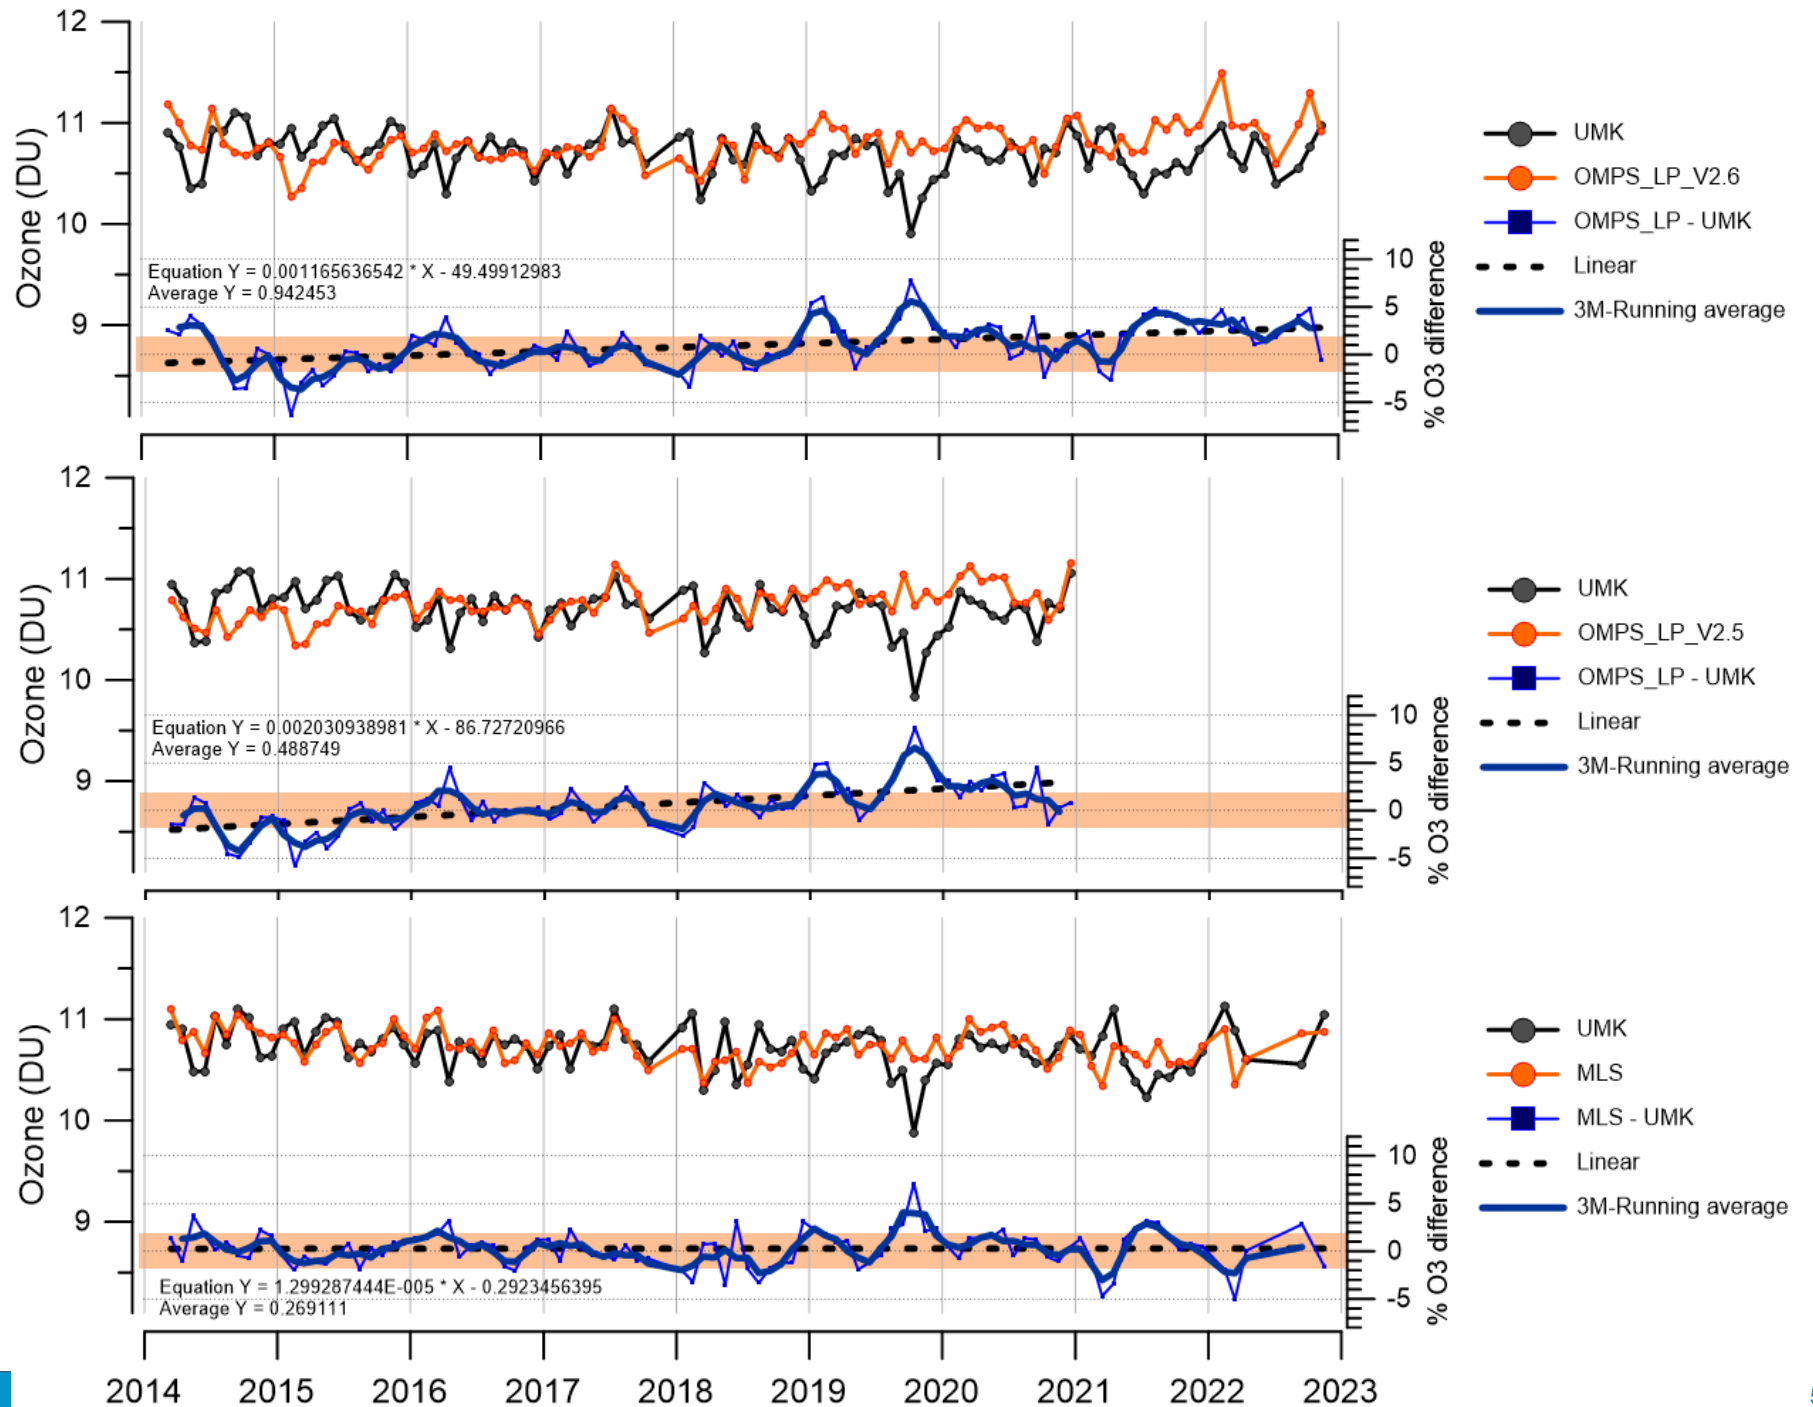 12
11
10
9
Ozone (DU)
Equation Y = 0.001165636542 * X - 49.49912983
Average Y = 0.942453
10
5
0
-5
% O3 difference
UMK
OMPS_LP_V2.6
OMPS_LP - UMK
Linear
3M-Running average
12
11
10
9
Ozone (DU)
Equation Y = 0.002030938981 * X - 86.72720966
Average Y = 0.488749
10
5
0
-5
% O3 difference
UMK
OMPS_LP_V2.5
OMPS_LP - UMK
Linear
3M-Running average
12
11
10
9
Ozone (DU)
Equation Y = 1.299287444E-005 * X - 0.2923456395
Average Y = 0.269111
10
5
0
-5
% O3 difference
UMK
MLS
MLS - UMK
Linear
3M-Running average
2014 2015 2016 2017 2018 2019 2020 2021 2022 2023